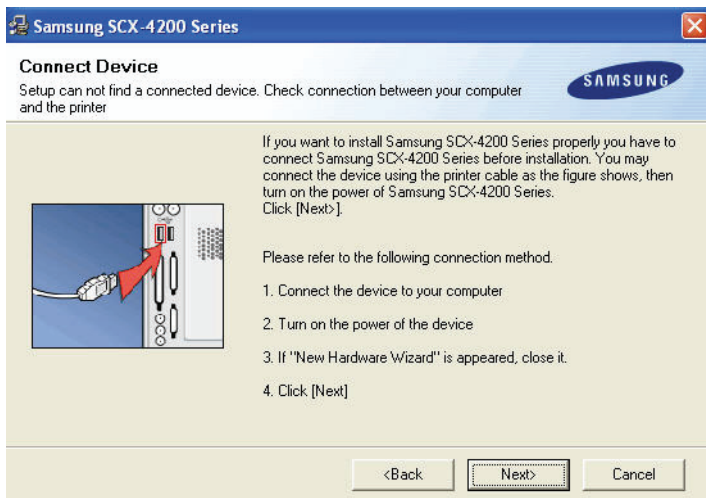 Samsung SCX-4200 Series
Connect Device
Setup can not find a connected device. Check connection between your computer
and the printer
SAMSUNG
If you want to install Samsung SCX-4200 Series properly you have to
connect Samsung SCX-4200 Series before installation. You may
connect the device using the printer cable as the figure shows, then
turn on the power of Samsung SCX-4200 Series.
Click [Next>].
Please refer to the following connection method.
1. Connect the device to your computer
2. Turn on the power of the device
3. If "New Hardware Wizard" is appeared, close it.
4. Click [Next]
<Back
Next>
Cancel